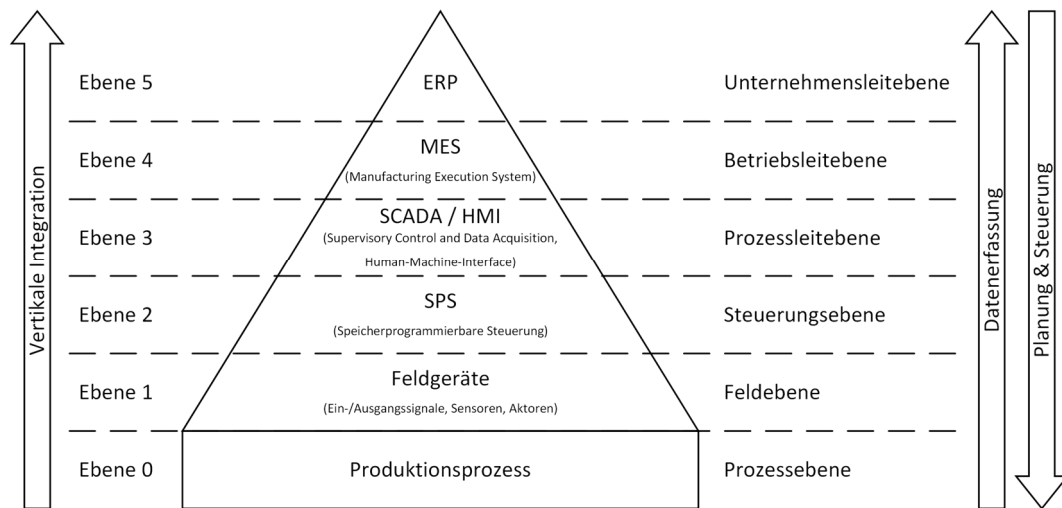 Vertikale Integration
Ebene 5
ERP
Unternehmensleitebene
Ebene 4
MES
(Manufacturing Execution System)
Betriebsleitebene
Ebene 3
SCADA / HMI
(Supervisory Control and Data Acquisition,
Human-Machine-Interface)
Prozessleitebene
Ebene 2
SPS
(Speicherprogrammierbare Steuerung)
Steuerungsebene
Ebene 1
Feldgeräte
(Ein-/Ausgangssignale, Sensoren, Aktoren)
Feldebene
Ebene 0
Produktionsprozess
Prozessebene
Datenerfassung
Planung & Steuerung